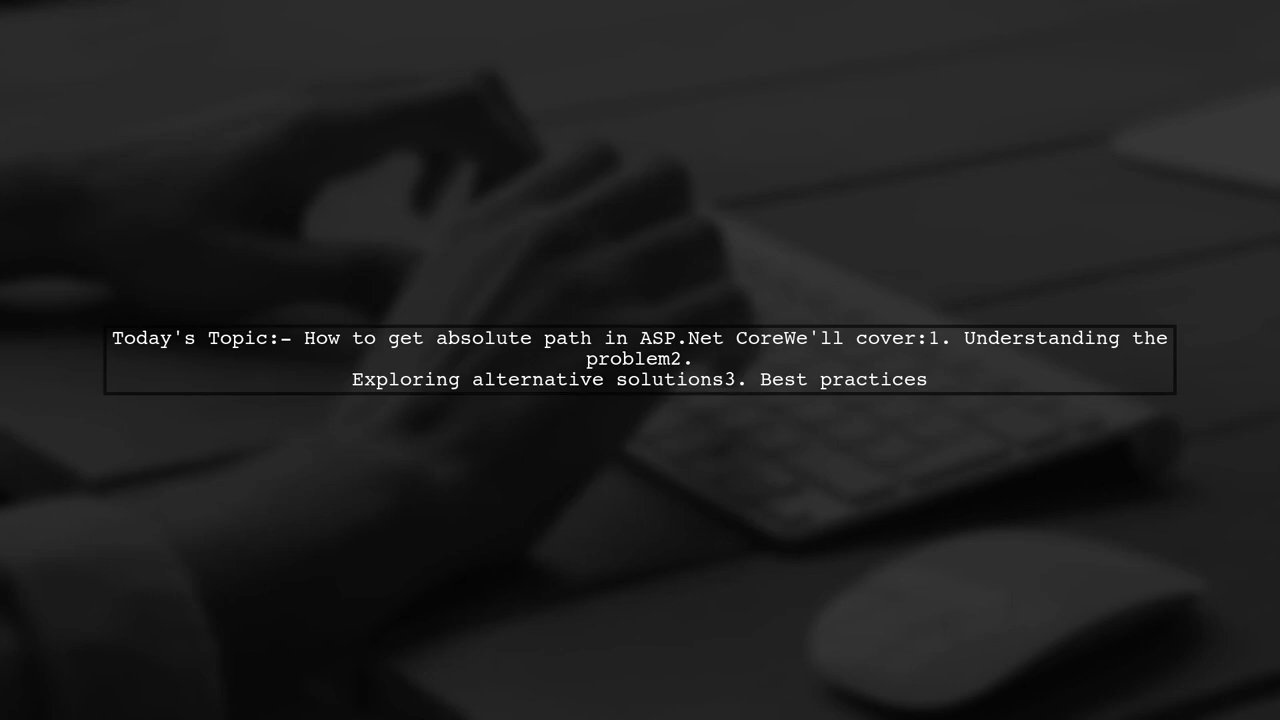 Today's Topic:- How to get absolute path in ASP.Net CoreWe'll cover:1. Understanding the
problem2.
Exploring alternative solutions3. Best practices